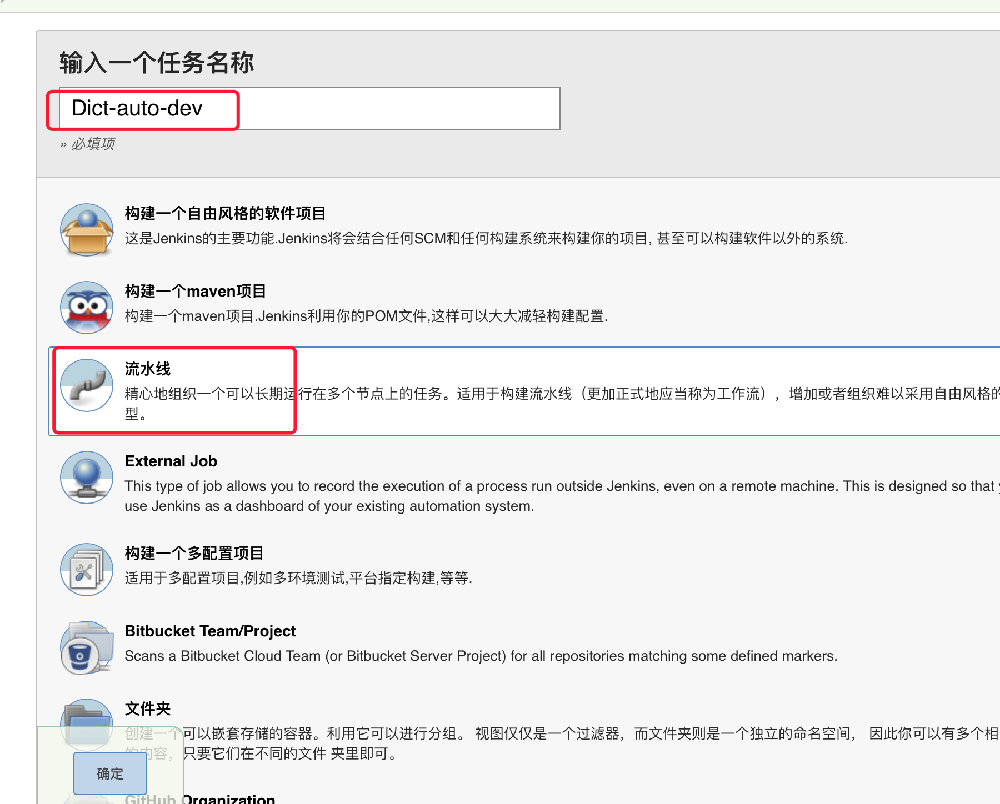 输入一个任务名称
Dict-auto-dev
» 必填项
构建一个自由风格的软件项目
这是Jenkins的主要功能.Jenkins将会结合任何SCM和任何构建系统来构建你的项目, 甚至可以构建软件以外的系统.
构建一个maven项目
构建一个maven项目.Jenkins利用你的POM文件,这样可以大大减轻构建配置.
流水线
精心地组织一个可以长期运行在多个节点上的任务。适用于构建流水线（更加正式地应当称为工作流），增加或者组织难以采用自由风格的
型。
External Job
This type of job allows you to record the execution of a process run outside Jenkins, even on a remote machine. This is designed so that
use Jenkins as a dashboard of your existing automation system.
构建一个多配置项目
适用于多配置项目,例如多环境测试,平台指定构建,等等.
Bitbucket Team/Project
Scans a Bitbucket Cloud Team (or Bitbucket Server Project) for all repositories matching some defined markers.
文件夹
创建一个可以嵌套存储的容器。利用它可以进行分组。 视图仅仅是一个过滤器，而文件夹则是一个独立的命名空间， 因此你可以有多个相
的内容，只要它们在不同的文件 夹里即可。
确定
GitHub Organization